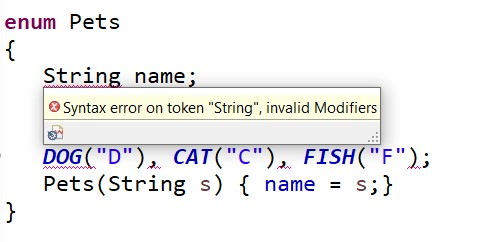 enum Pets
{
String name;
Syntax error on token "String", invalid Modifiers
DOG("D"), CAT("C"), FISH("F");
Pets(String s) { name = s;}
}